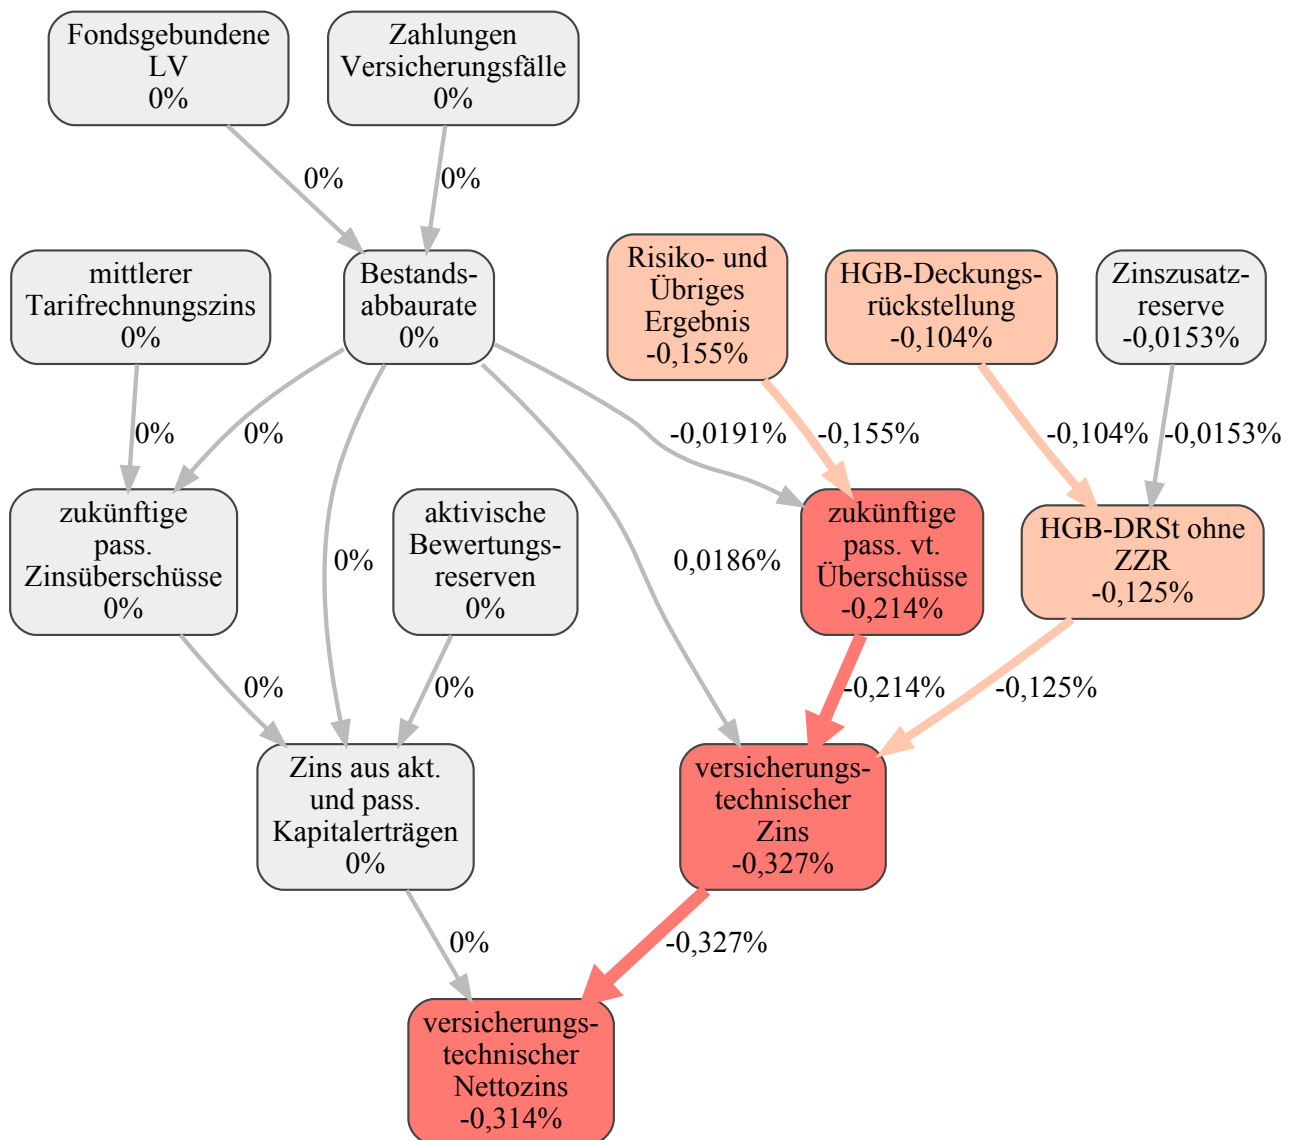 Fondsgebundene
LV
0%
Zahlungen
Versicherungsfälle
0%
0%
0%
mittlerer
Tarifrechnungszins
0%
Bestands-
abbaurate
0%
Risiko- und
Übriges
Ergebnis
-0,155%
HGB-Deckungs-
rückstellung
-0,104%
Zinszusatz-
reserve
-0,0153%
0%
0%
-0,0191%
-0,155%
-0,104%
-0,0153%
zukünftige
pass.
Zinsüberschüsse
0%
aktivische
Bewertungs-
reserven
0%
zukünftige
pass. vt.
Überschüsse
-0,214%
HGB-DRSt ohne
ZZR
-0,125%
0%
0,0186%
0%
0%
-0,214%
-0,125%
Zins aus akt.
und pass.
Kapitalerträgen
0%
versicherungs-
technischer
Zins
-0,327%
0%
-0,327%
versicherungs-
technischer
Nettozins
-0,314%